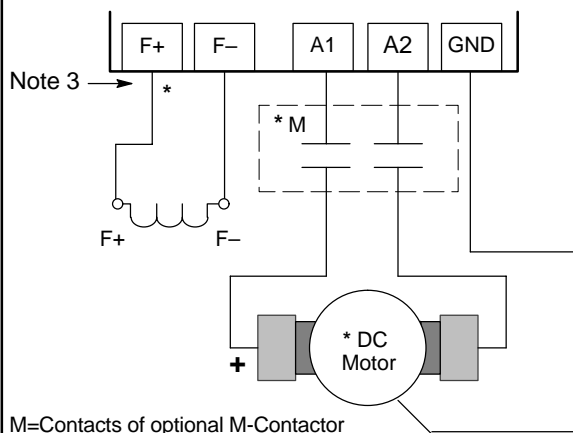 F+ F– A1 A2 GND
Note 3
*
* M
F+ F–
* DC
Motor
+
M=Contacts of optional M-Contactor